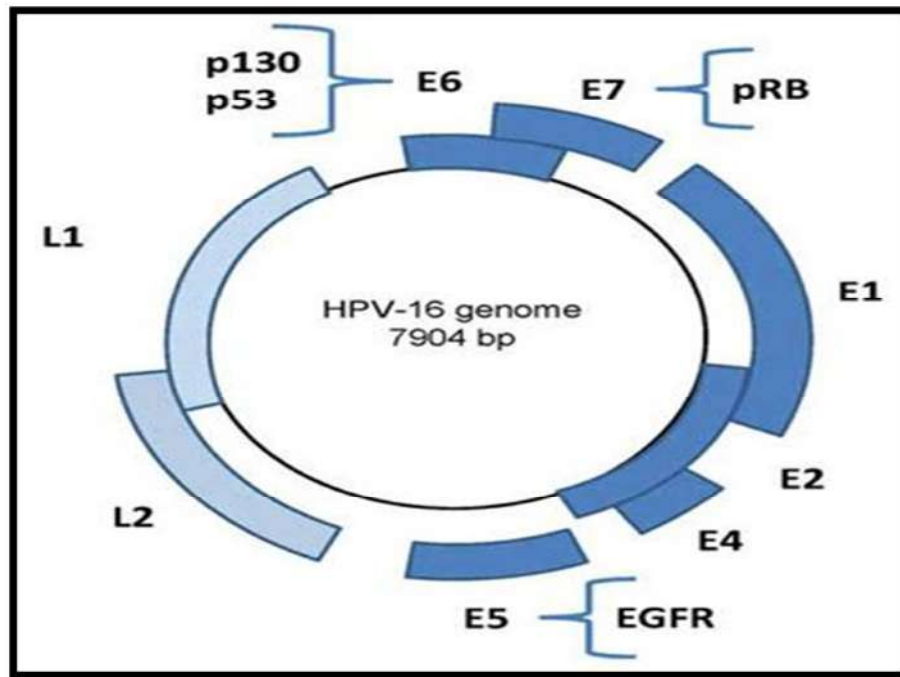 p130
p53
E6
E7
pRB
L1
E1
HPV-16 genome
7904 bp
E2
L2
E4
E5
EGFR